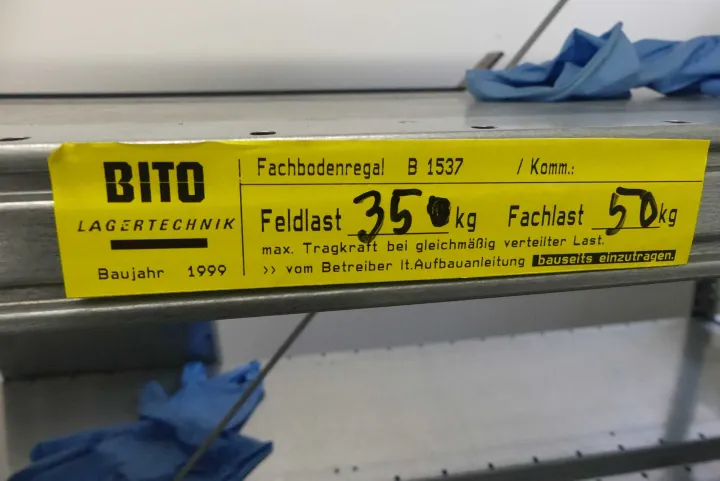 BITO
LAGERTECHNIK
Baujahr 1999
Fachbodenregal B 1537 / Komm.:
Feldlast 350 kg Fachlast 50 kg
max. Tragkraft bei gleichmäßig verteilter Last.
>> vom Betreiber lt.Aufbauanleitung bauseits einzutragen.